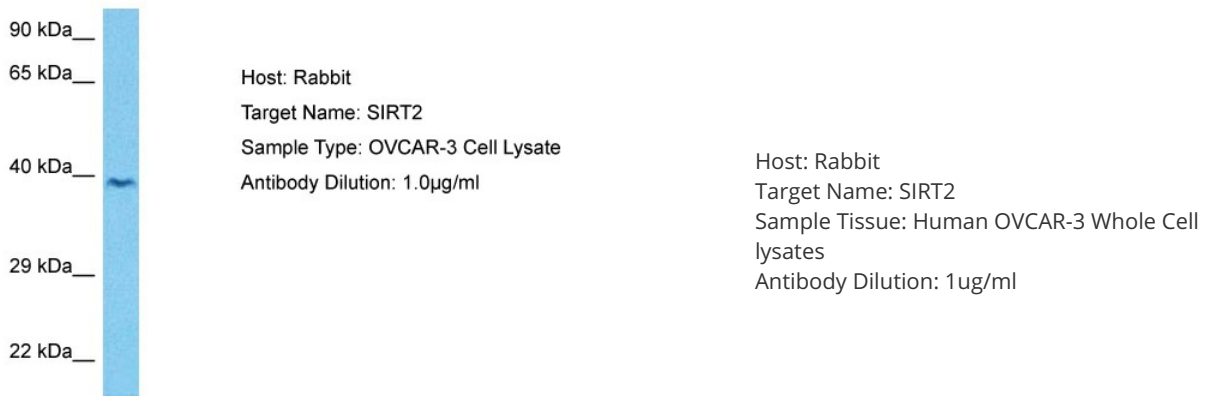 90 kDa__
65 kDa__
40 kDa__
29 kDa__
22 kDa__
Host: Rabbit
Target Name: SIRT2
Sample Type: OVCAR-3 Cell Lysate
Antibody Dilution: 1.0µg/ml
Host: Rabbit
Target Name: SIRT2
Sample Tissue: Human OVCAR-3 Whole Cell
lysates
Antibody Dilution: 1ug/ml